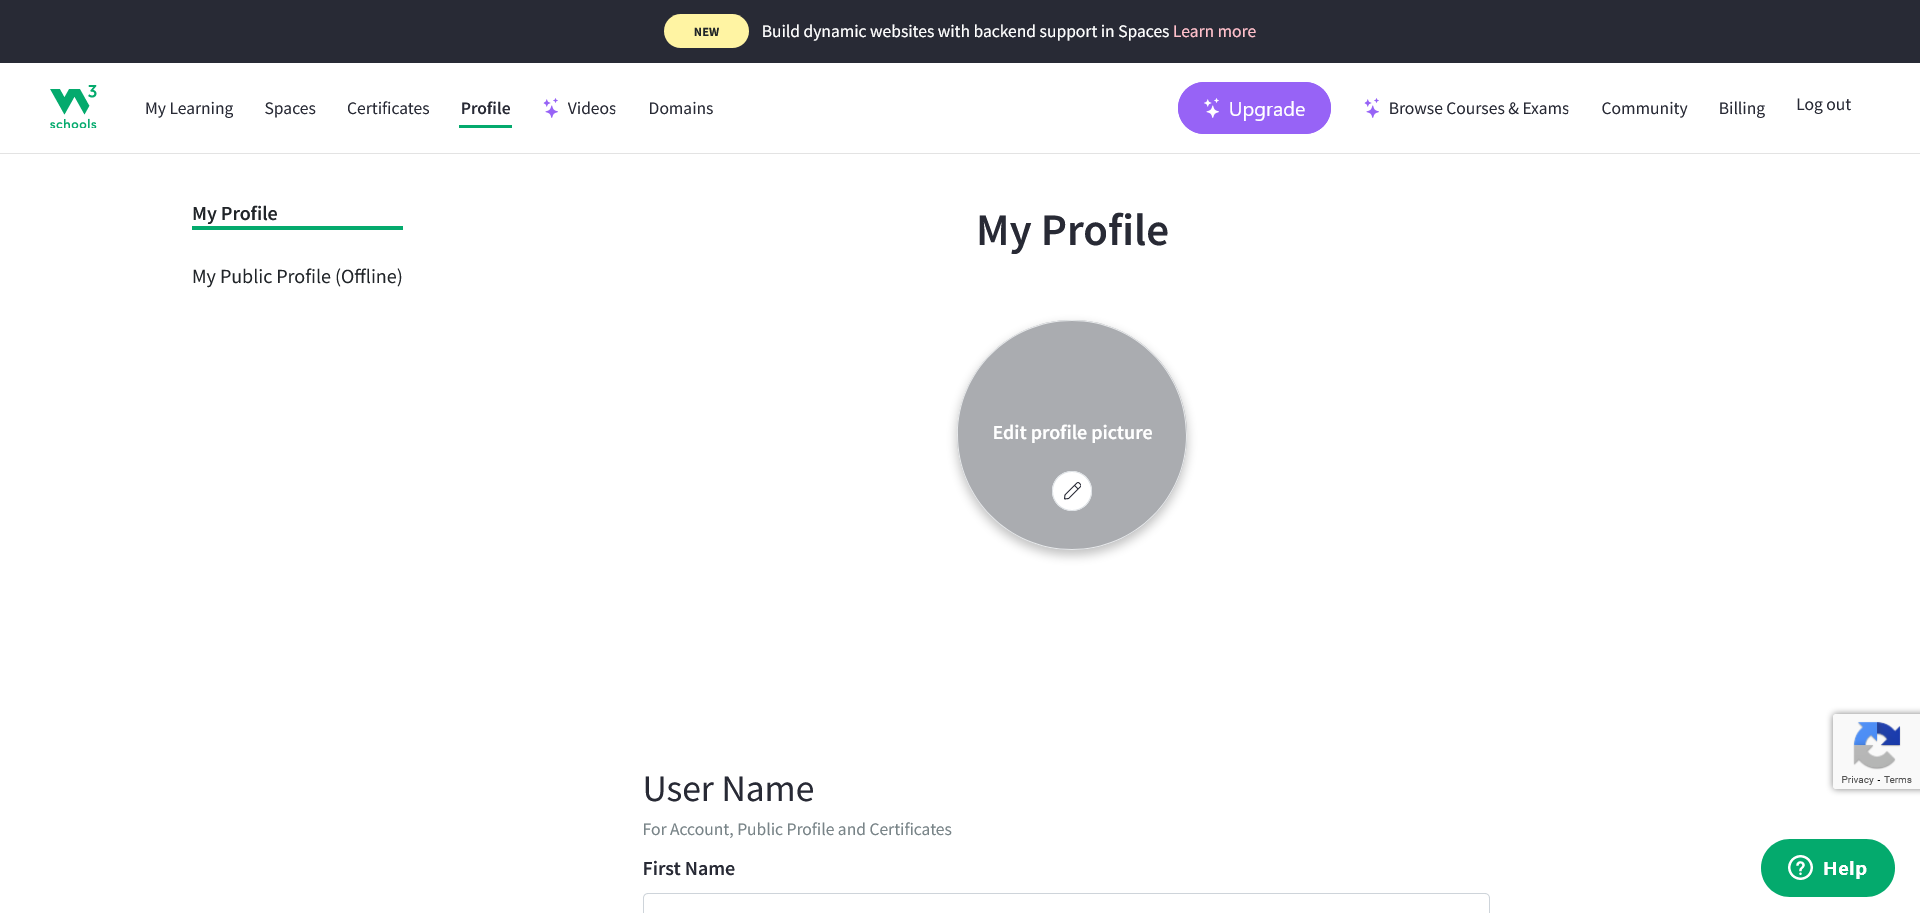 NEW Build dynamic websites with backend support in Spaces Learn more
W3 schools
My Learning Spaces Certificates Profile Videos Domains Upgrade Browse Courses & Exams Community Billing Log out
My Profile
My Public Profile (Offline)
My Profile
Edit profile picture
User Name
For Account, Public Profile and Certificates
First Name
Privacy - Terms
Help